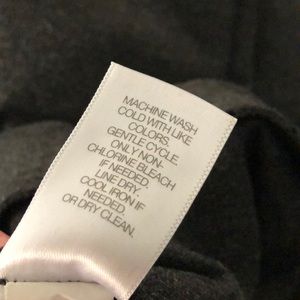 MACHINE WASH
COLD WITH LIKE
COLORS.
GENTLE CYCLE.
ONLY NON-
CHLORINE BLEACH
IF NEEDED.
LINE DRY.
COOL IRON IF
NEEDED.
OR DRY CLEAN.